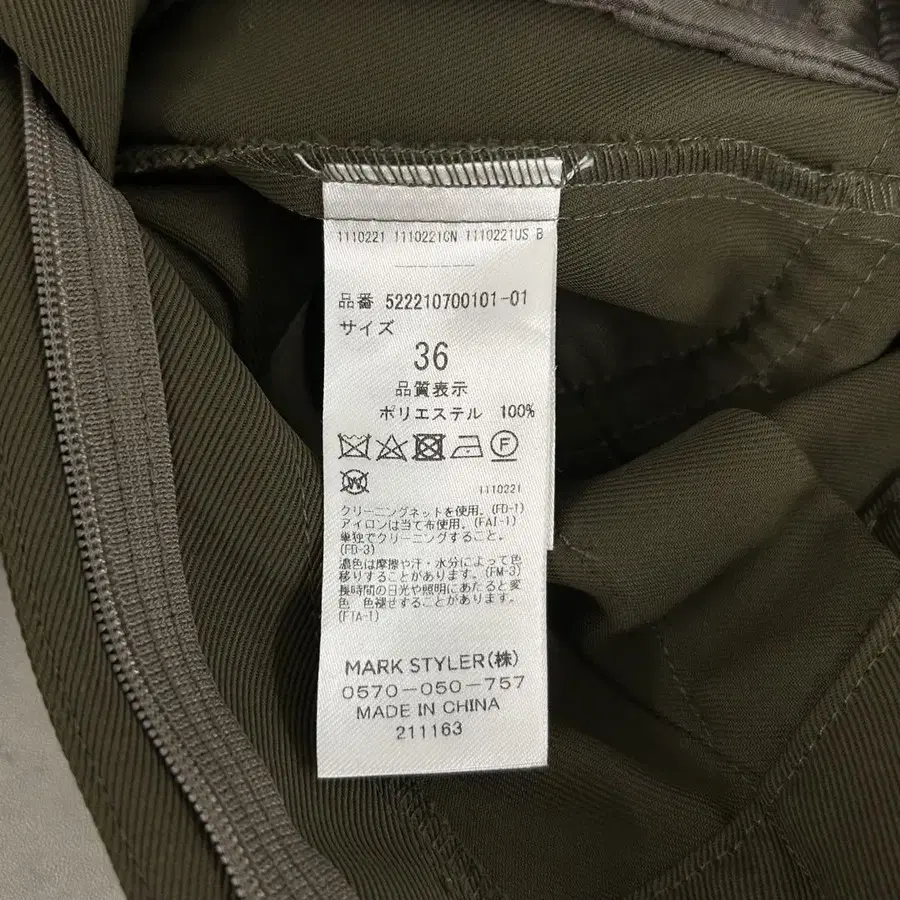 1110221 1110221CN 1110221US B
品番 522210700101-01
サイズ
36
品質表示
ポリエステル 100%
F
W
1110221
クリーニングネットを使用。(FD-1)
アイロンは当て布使用。(FAI-1)
単独でクリーニングすること。
(FD-3)
濃色は摩擦や汗・水分によって色
移りすることがあります。(FM-3)
長時間の日光や照明にあたると変
色 色褪せすることがあります。
(FTA-1)
MARK STYLER(株)
0570-050-757
MADE IN CHINA
211163